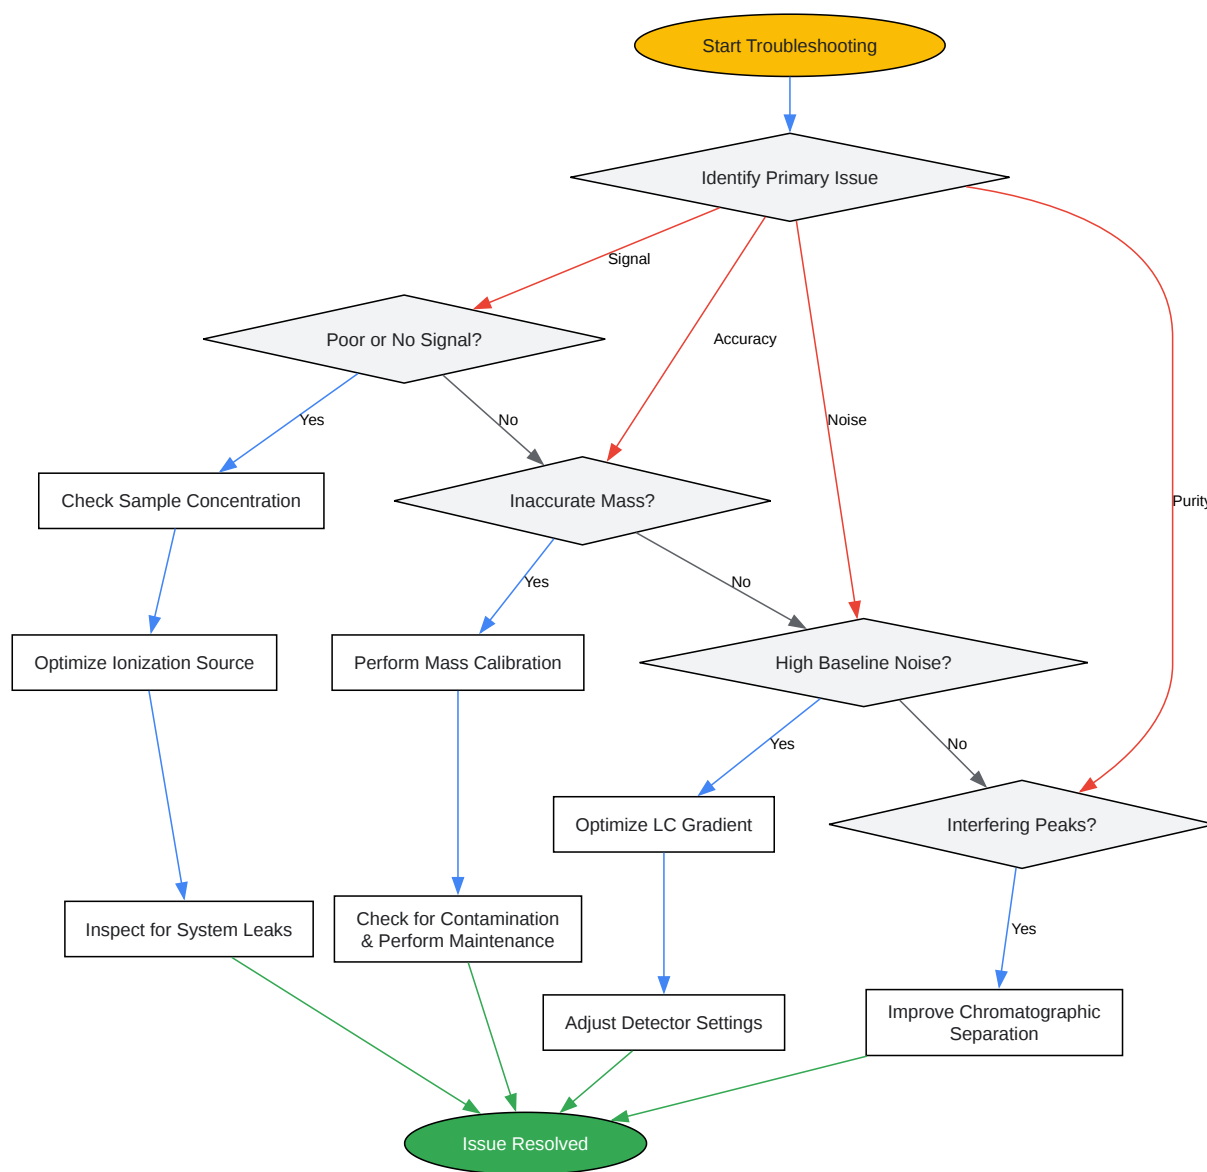 Start Troubleshooting
Identify Primary Issue
Signal
Poor or No Signal?
Accuracy
Yes
No
Noise
Check Sample Concentration
Inaccurate Mass?
Purity
Yes
No
Optimize Ionization Source
Perform Mass Calibration
High Baseline Noise?
Yes
No
Optimize LC Gradient
Interfering Peaks?
Inspect for System Leaks
Check for Contamination
& Perform Maintenance
Yes
Adjust Detector Settings
Improve Chromatographic
Separation
Issue Resolved